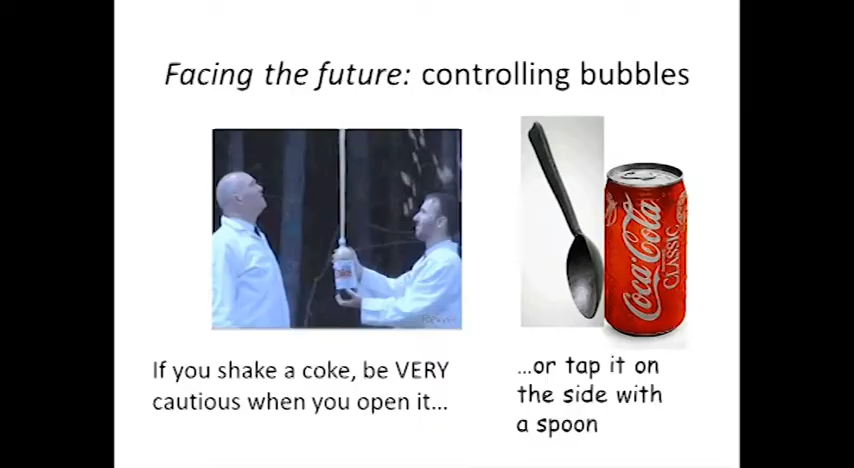 Facing the future: controlling bubbles
Coca-Cola
CLASSIC
If you shake a coke, be VERY
cautious when you open it...
...or tap it on
the side with
a spoon